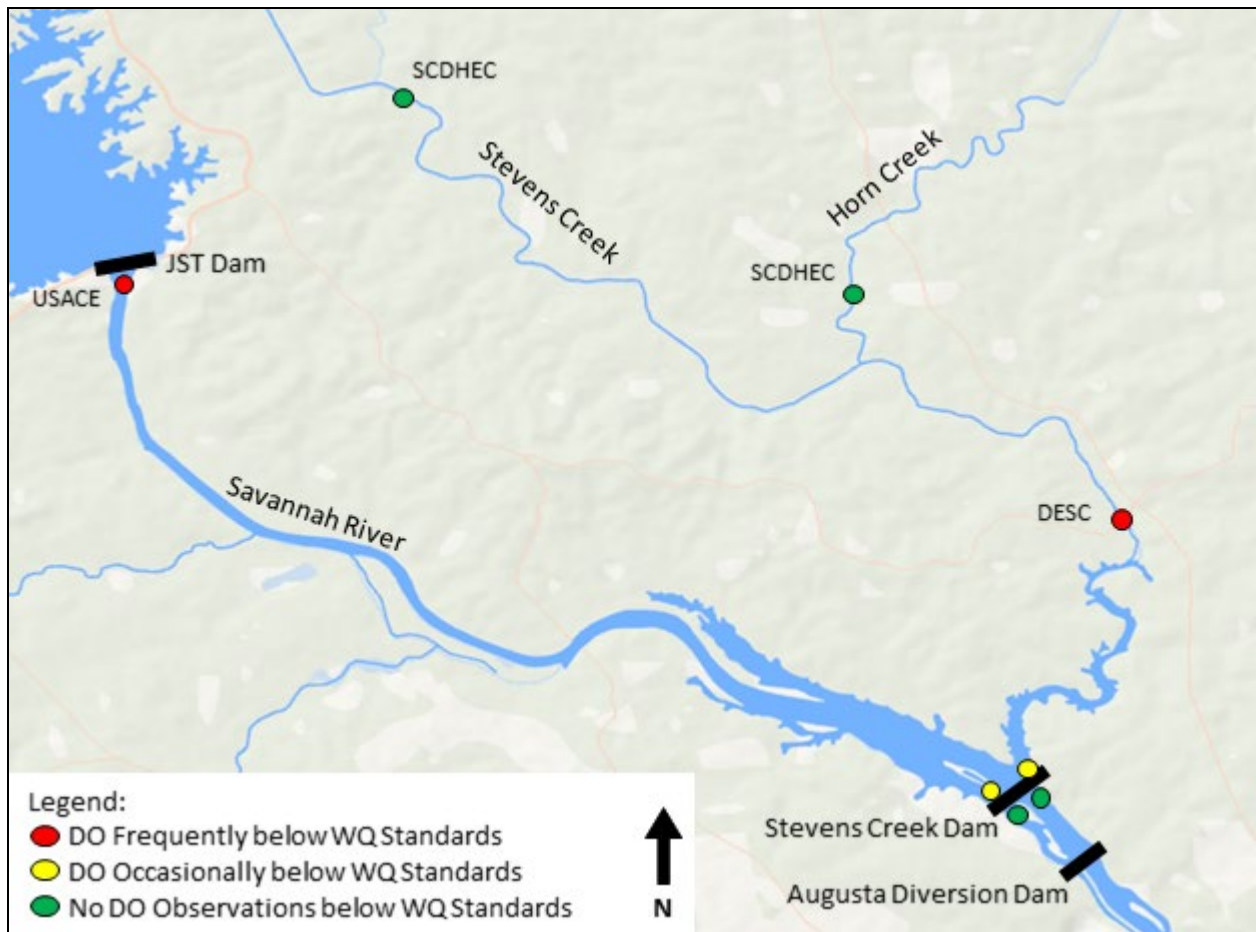 SCDHEC
Stevens Creek
Horn Creek
SCDHEC
JST Dam
USACE
Savannah River
DESC
Stevens Creek Dam
Augusta Diversion Dam
Legend:
DO Frequently below WQ Standards
DO Occasionally below WQ Standards
No DO Observations below WQ Standards
N